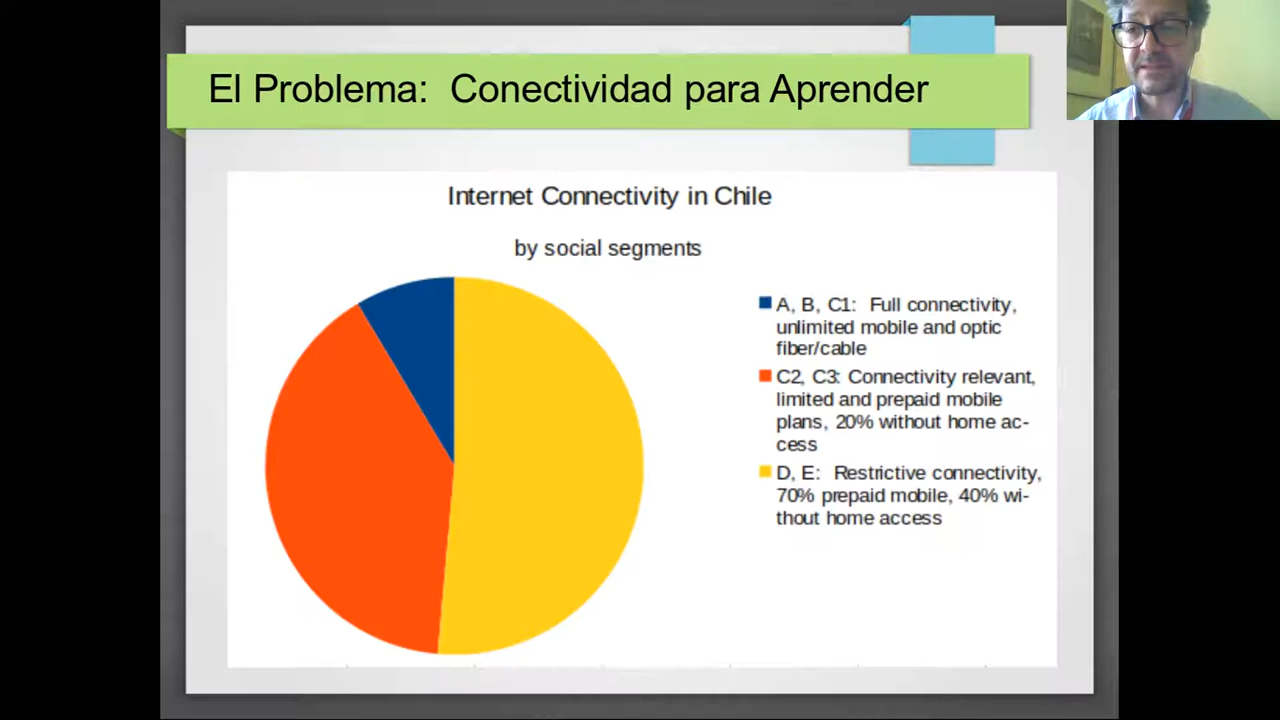 El Problema:  Conectividad para Aprender
Internet Connectivity in Chile
by social segments
A, B, C1:  Full connectivity,
unlimited mobile and optic
fiber/cable
C2, C3: Connectivity relevant,
limited and prepaid mobile
plans, 20% without home ac-
cess
D, E:  Restrictive connectivity,
70% prepaid mobile, 40% wi-
thout home access